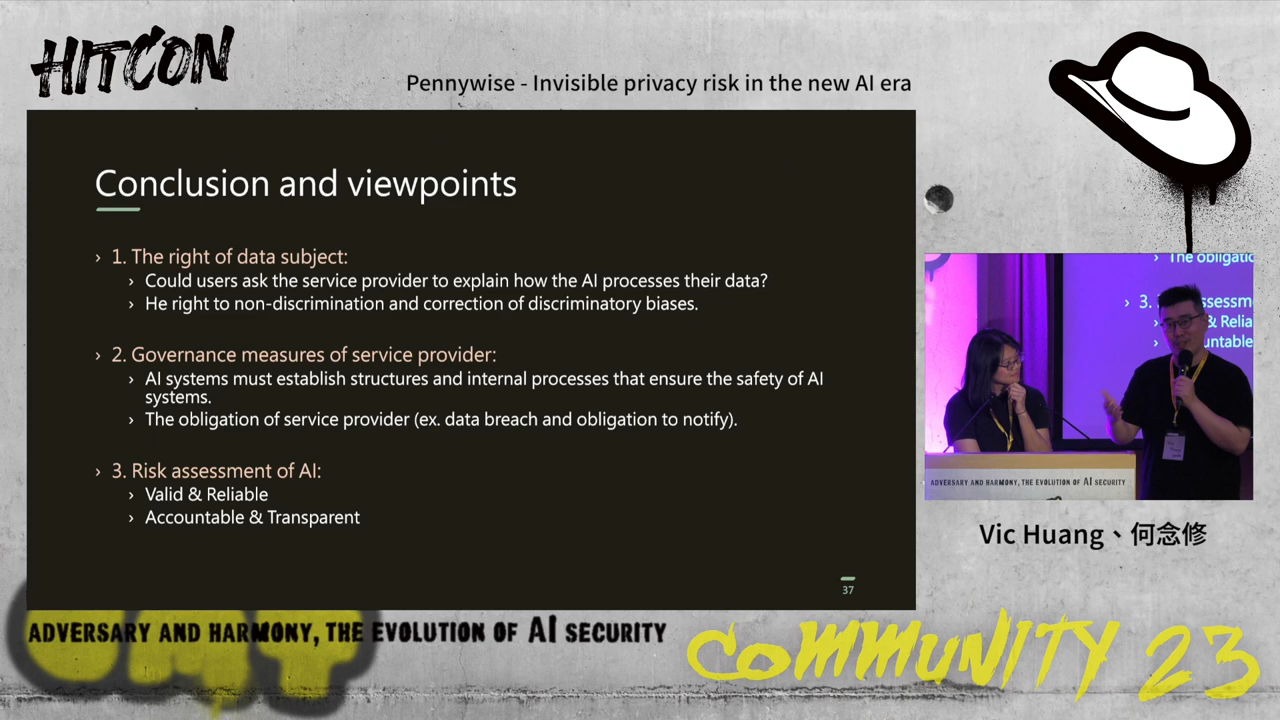 HITCON
Pennywise - Invisible privacy risk in the new AI era
Conclusion and viewpoints
› 1. The right of data subject:
› Could users ask the service provider to explain how the AI processes their data?
› He right to non-discrimination and correction of discriminatory biases.
› 2. Governance measures of service provider:
› AI systems must establish structures and internal processes that ensure the safety of AI
systems.
› The obligation of service provider (ex. data breach and obligation to notify).
› 3. Risk assessment of AI:
› Valid & Reliable
› Accountable & Transparent
37
› The obligatio
› 3. ssessm
› & Relia
› untable
ADVERSARY AND HARMONY, THE EVOLUTION OF AI SECURITY
Vic Huang、何念修
ADVERSARY AND HARMONY, THE EVOLUTION OF AI SECURITY
COMMUNITY 23